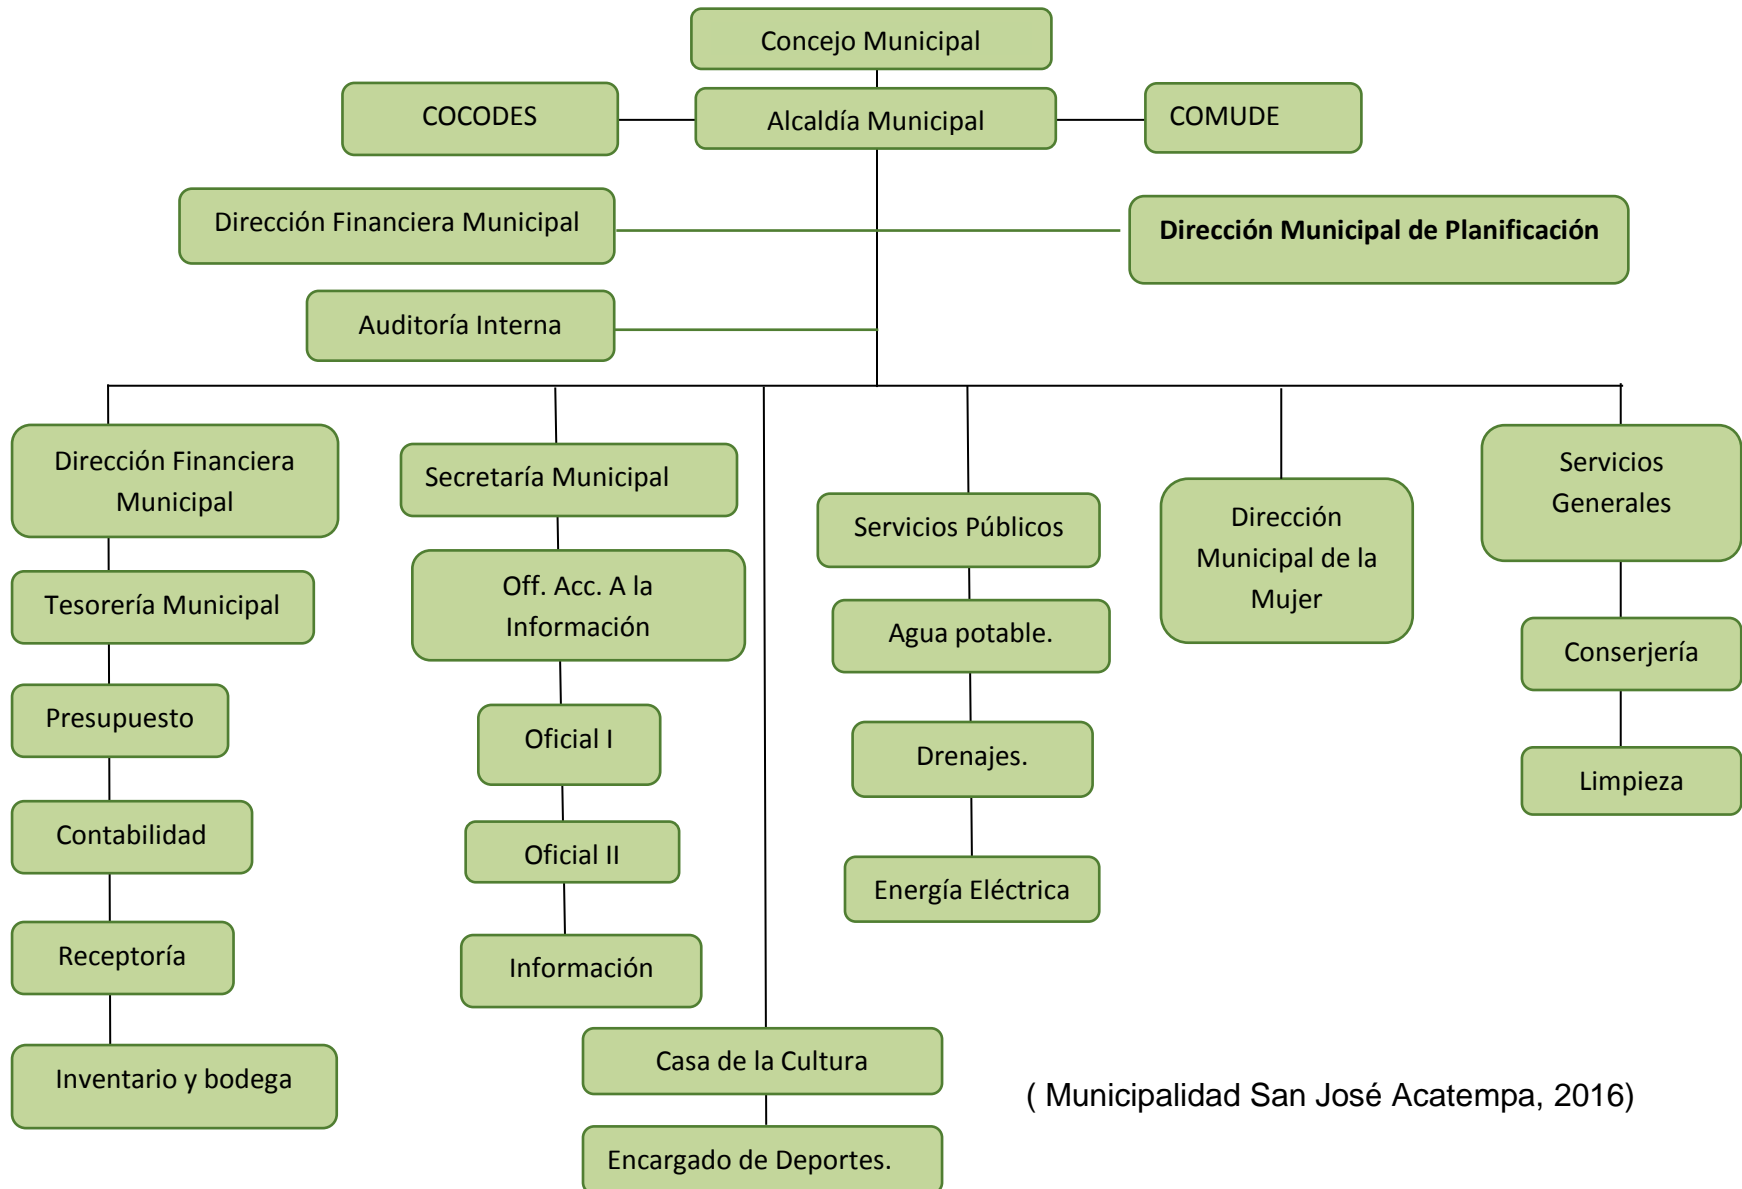 Concejo Municipal
COCODES
Alcaldía Municipal
COMUDE
Dirección Financiera Municipal
Dirección Municipal de Planificación
Auditoría Interna
Dirección Financiera
Municipal
Tesorería Municipal
Presupuesto
Contabilidad
Receptoría
Inventario y bodega
Secretaría Municipal
Off. Acc. A la
Información
Oficial I
Oficial II
Información
Casa de la Cultura
Encargado de Deportes.
Servicios Públicos
Agua potable.
Drenajes.
Energía Eléctrica
Dirección
Municipal de la
Mujer
Servicios
Generales
Conserjería
Limpieza
( Municipalidad San José Acatempa, 2016)